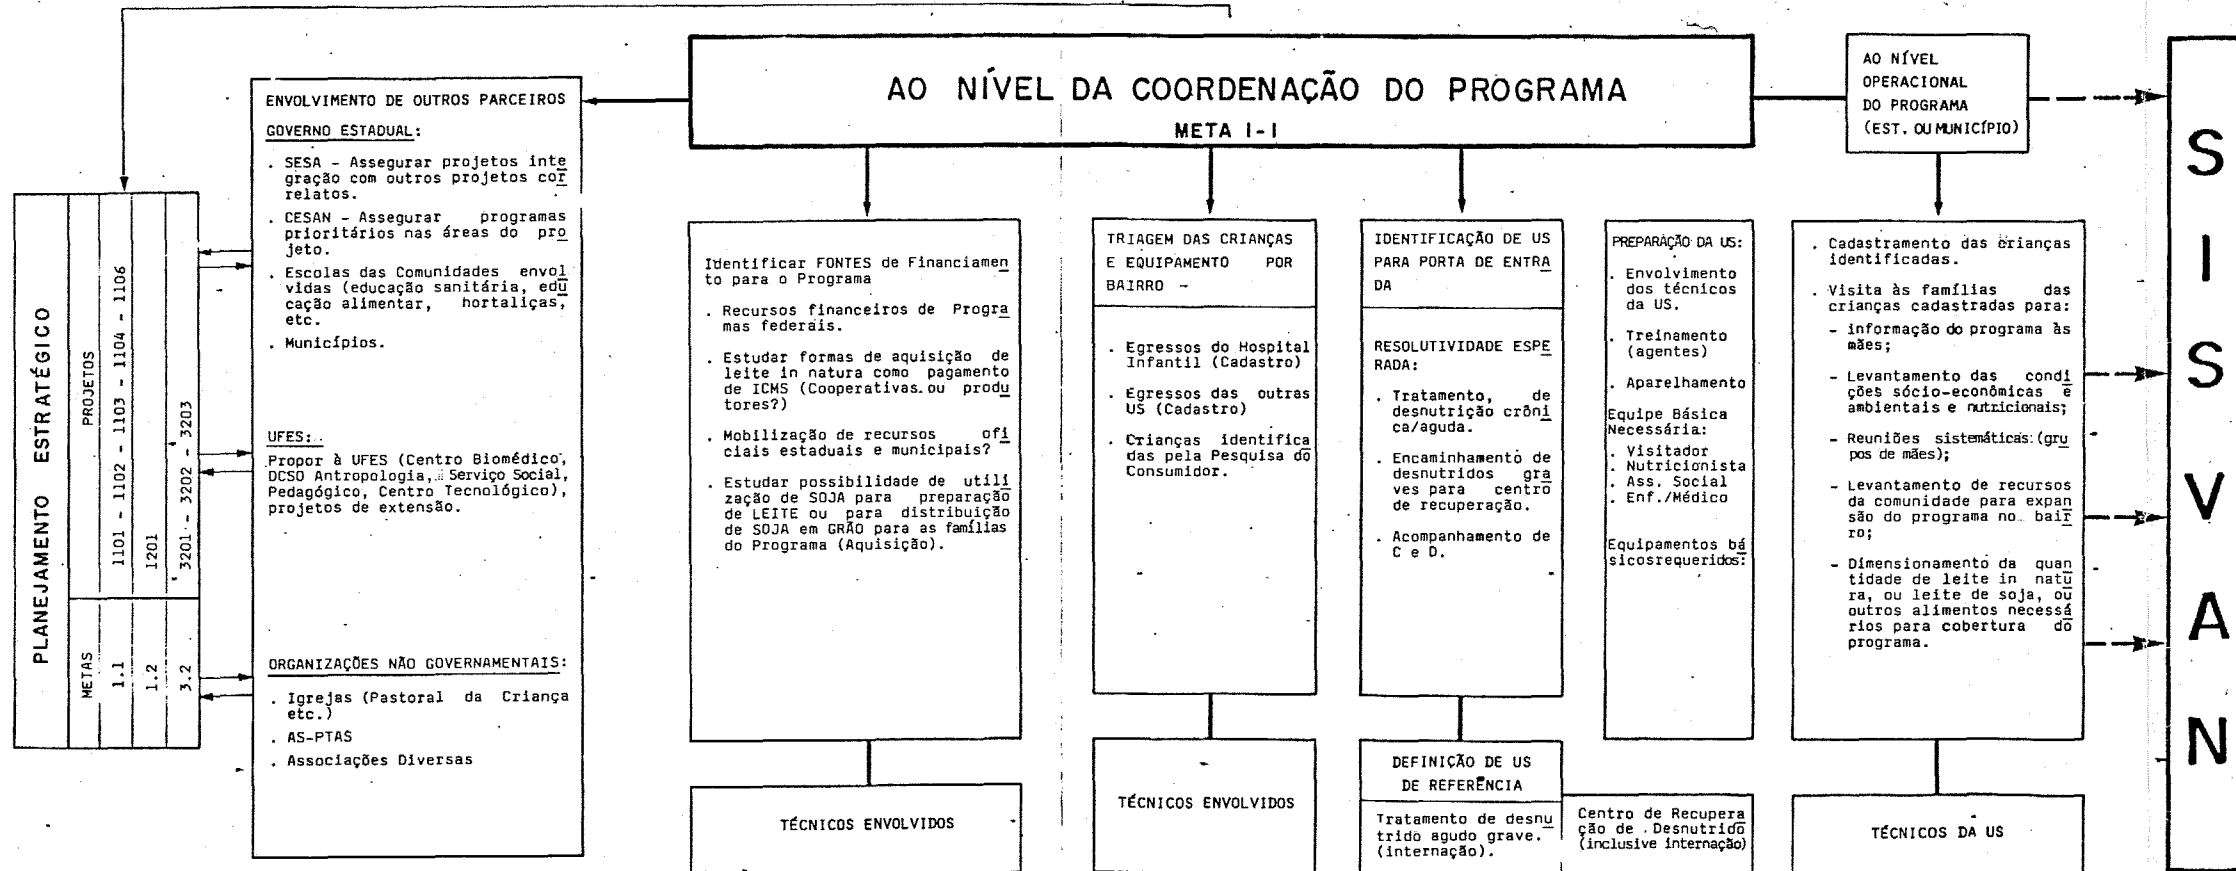 AO NÍVEL DA COORDENAÇÃO DO PROGRAMA
META I-I
AO NÍVEL
OPERACIONAL
DO PROGRAMA
(EST. OU MUNICÍPIO)
SISVAN
PLANEJAMENTO ESTRATÉGICO
PROJETOS
1101 - 1102 - 1103 - 1104 - 1106
1201
3201 - 3202 - 3203
METAS
1.1
1.2
3.2
ENVOLVIMENTO DE OUTROS PARCEIROS
GOVERNO ESTADUAL:
. SESA - Assegurar projetos inte
gração com outros projetos cor
relatos.
. CESAN - Assegurar programas
prioritários nas áreas do pro
jeto.
. Escolas das Comunidades envol
vidas (educação sanitária, edu
cação alimentar, hortaliças,
etc.
. Municípios.
UFES:
Propor à UFES (Centro Biomédico,
DCSO Antropologia, Serviço Social,
Pedagógico, Centro Tecnológico),
projetos de extensão.
ORGANIZAÇÕES NÃO GOVERNAMENTAIS:
. Igrejas (Pastoral da Criança
etc.)
. AS-PTAS
. Associações Diversas
Identificar FONTES de Financiamen
to para o Programa
. Recursos financeiros de Progra
mas federais.
. Estudar formas de aquisição de
leite in natura como pagamento
de ICMS (Cooperativas ou produ
tores?)
. Mobilização de recursos ofi
ciais estaduais e municipais?
. Estudar possibilidade de utili
zação de SOJA para preparação
de LEITE ou para distribuição
de SOJA em GRÃO para as famílias
do Programa (Aquisição).
TÉCNICOS ENVOLVIDOS
TRIAGEM DAS CRIANÇAS
E EQUIPAMENTO POR
BAIRRO -
. Egressos do Hospital
Infantil (Cadastro)
. Egressos das outras
US (Cadastro)
. Crianças identifica
das pela Pesquisa do
Consumidor.
TÉCNICOS ENVOLVIDOS
IDENTIFICAÇÃO DE US
PARA PORTA DE ENTRA
DA
RESOLUTIVIDADE ESPE
RADA:
. Tratamento, de
desnutrição crôni
ca/aguda.
. Encaminhamento de
desnutridos gra
ves para centro
de recuperação.
. Acompanhamento de
C e D.
DEFINIÇÃO DE US
DE REFERÊNCIA
Tratamento de desnu
trido agudo grave.
(internação).
Centro de Recupera
ção de Desnutrido
(inclusive internação)
PREPARAÇÃO DA US:
. Envolvimento
dos técnicos
da US.
. Treinamento
(agentes)
. Aparelhamento
Equipe Básica
Necessária:
. Visitador
. Nutricionista
. Ass. Social
. Enf./Médico
Equipamentos bá
sicosrequeridos:
. Cadastramento das crianças
identificadas.
. Visita às famílias das
crianças cadastradas para:
- informação do programa às
mães;
- Levantamento das condi
ções sócio-econômicas e
ambientais e nutricionais;
- Reuniões sistemáticas (gru
pos de mães);
- Levantamento de recursos
da comunidade para expan
são do programa no bair
ro;
- Dimensionamento da quan
tidade de leite in natu
ra, ou leite de soja, ou
outros alimentos necessá
rios para cobertura do
programa.
TÉCNICOS DA US